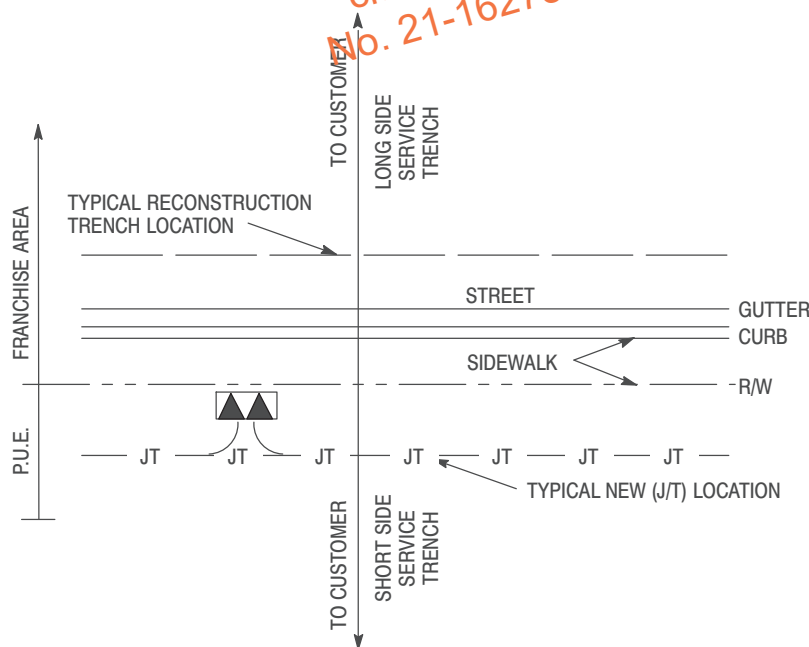 No. 21-1627
TO CUSTOMER
LONG SIDE
SERVICE
TRENCH
TYPICAL RECONSTRUCTION
TRENCH LOCATION
FRANCHISE AREA
STREET
GUTTER
CURB
SIDEWALK
R/W
P.U.E.
JT JT JT JT JT JT JT
TYPICAL NEW (J/T) LOCATION
TO CUSTOMER
SHORT SIDE
SERVICE
TRENCH